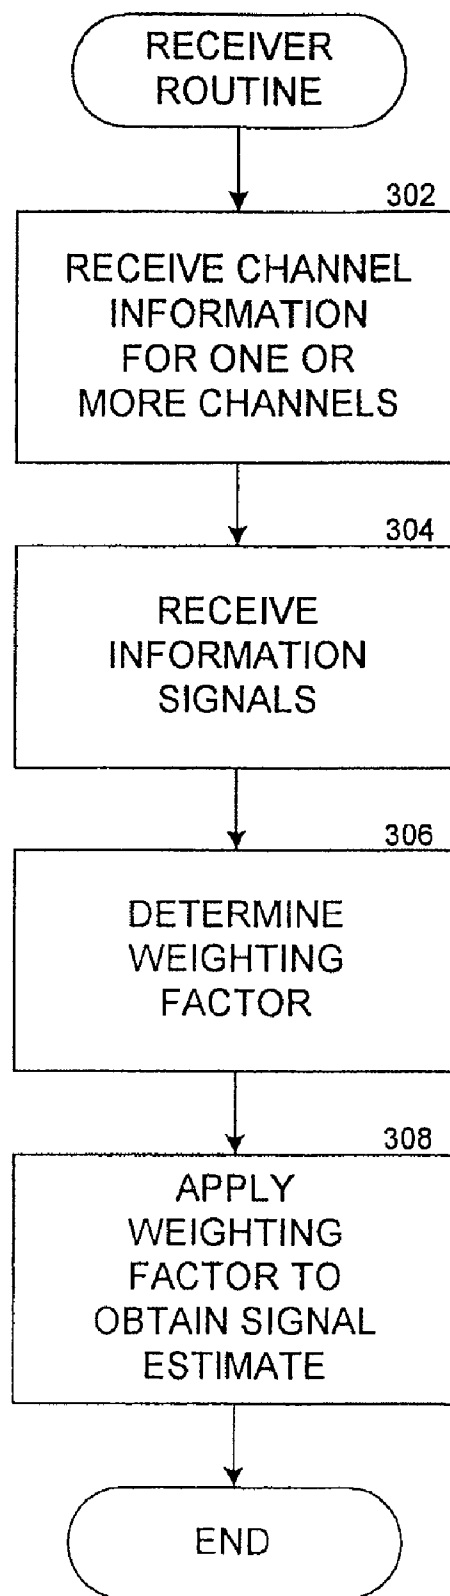 RECEIVER
ROUTINE
302
RECEIVE CHANNEL
INFORMATION
FOR ONE OR
MORE CHANNELS
304
RECEIVE
INFORMATION
SIGNALS
306
DETERMINE
WEIGHTING
FACTOR
308
APPLY
WEIGHTING
FACTOR TO
OBTAIN SIGNAL
ESTIMATE
END